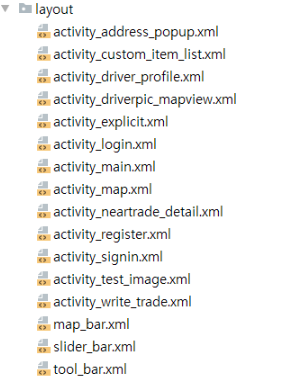 layout
activity_address_popup.xml
activity_custom_item_list.xml
activity_driver_profile.xml
activity_driverpic_mapview.xml
activity_explicit.xml
activity_login.xml
activity_main.xml
activity_map.xml
activity_neartrade_detail.xml
activity_register.xml
activity_signin.xml
activity_test_image.xml
activity_write_trade.xml
map_bar.xml
slider_bar.xml
tool_bar.xml